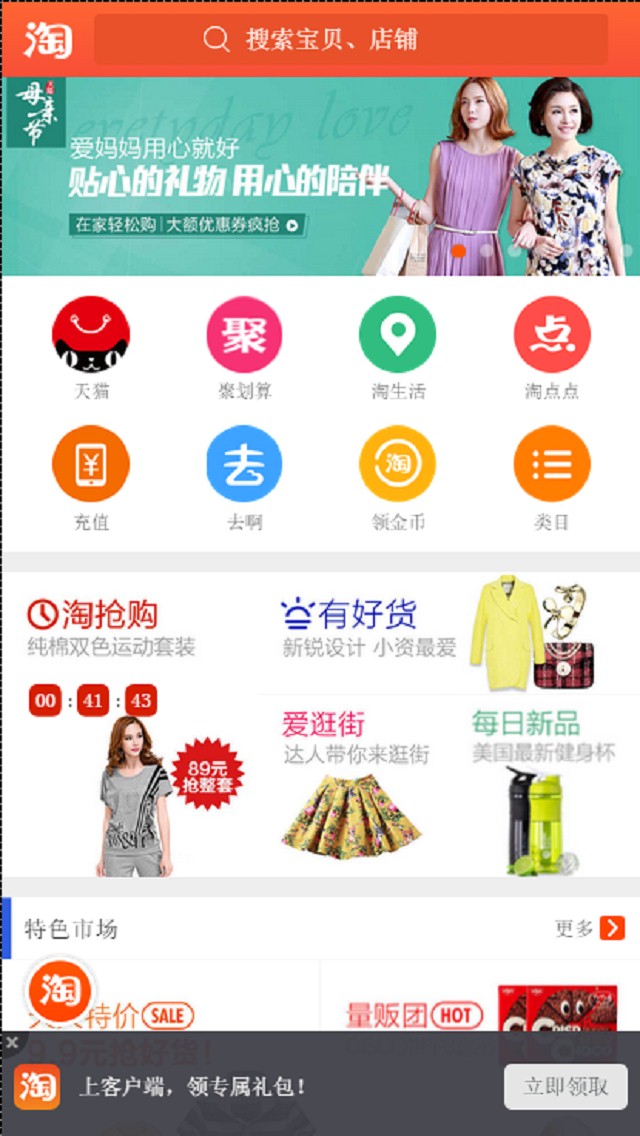 淘
搜索宝贝、店铺
母亲节
everyday love
爱妈妈用心就好
贴心的礼物 用心的陪伴
在家轻松购 | 大额优惠券疯抢
聚
点
天猫
聚划算
淘生活
淘点点
¥
去
淘
充值
去啊
领金币
类目
淘抢购
纯棉双色运动套装
00 : 41 : 43
89元
抢整套
有好货
新锐设计 小资最爱
爱逛街
达人带你来逛街
每日新品
美国最新健身杯
特色市场
更多
淘
天天特价 SALE
9.9元抢好货!
量贩团 HOT
淘
上客户端，领专属礼包!
立即领取